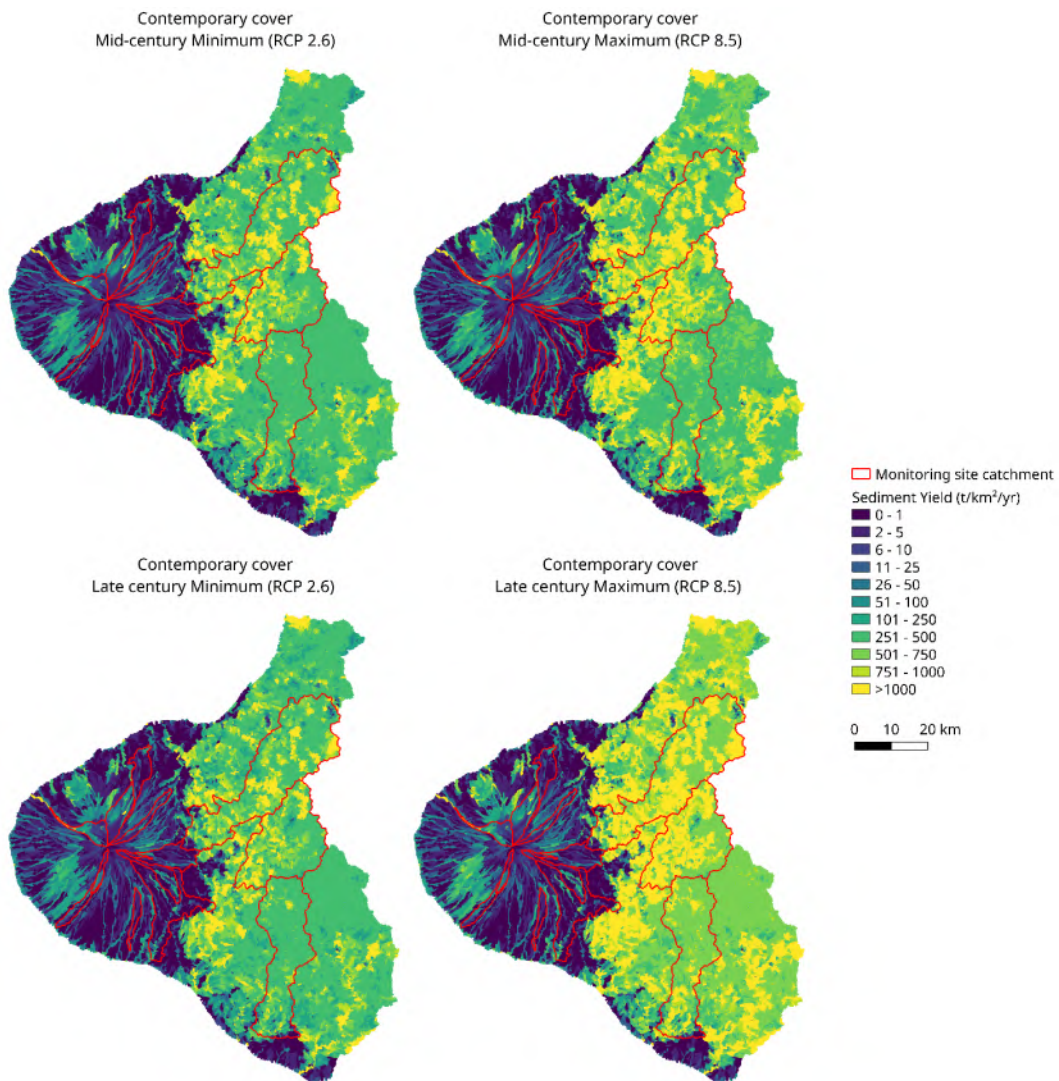 Contemporary cover
Mid-century Minimum (RCP 2.6)
Contemporary cover
Mid-century Maximum (RCP 8.5)
Monitoring site catchment
Sediment Yield (t/km²/yr)
0 - 1
2 - 5
6 - 10
11 - 25
26 - 50
51 - 100
101 - 250
251 - 500
501 - 750
751 - 1000
>1000
0 10 20 km
Contemporary cover
Late century Minimum (RCP 2.6)
Contemporary cover
Late century Maximum (RCP 8.5)